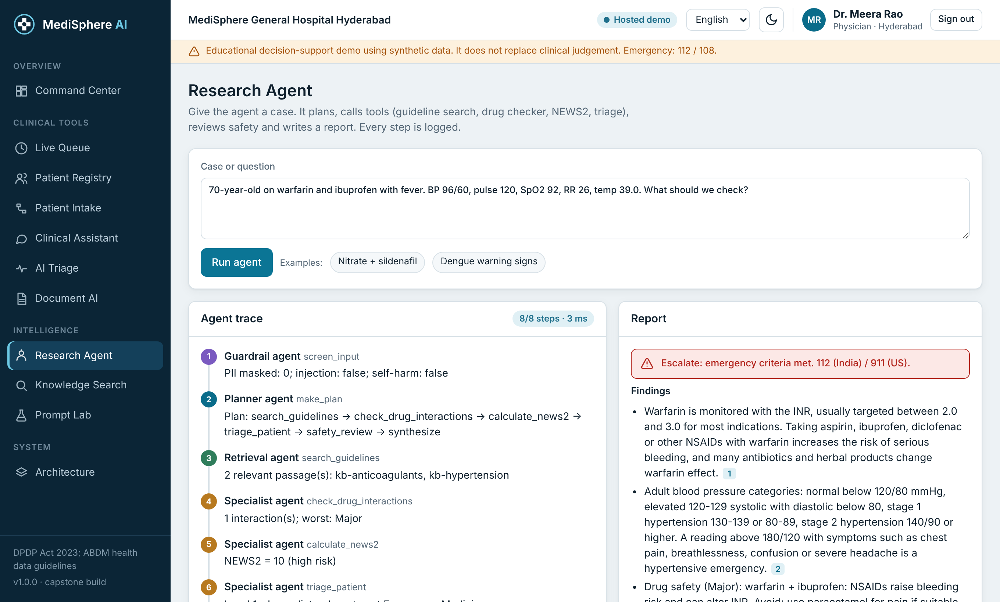 MediSphere AI
OVERVIEW
Command Center
CLINICAL TOOLS
Live Queue
Patient Registry
Patient Intake
Clinical Assistant
AI Triage
Document AI
INTELLIGENCE
Research Agent
Knowledge Search
Prompt Lab
SYSTEM
Architecture
DPDP Act 2023; ABDM health
data guidelines
v1.0.0 · capstone build
MediSphere General Hospital Hyderabad
Hosted demo
English
MR
Dr. Meera Rao
Physician · Hyderabad
Sign out
Educational decision-support demo using synthetic data. It does not replace clinical judgement. Emergency: 112 / 108.
Research Agent
Give the agent a case. It plans, calls tools (guideline search, drug checker, NEWS2, triage),
reviews safety and writes a report. Every step is logged.
Case or question
70-year-old on warfarin and ibuprofen with fever. BP 96/60, pulse 120, SpO2 92, RR 26, temp 39.0. What should we check?
Run agent
Examples:
Nitrate + sildenafil
Dengue warning signs
Agent trace
8/8 steps · 3 ms
1 Guardrail agent screen_input
PII masked: 0; injection: false; self-harm: false
2 Planner agent make_plan
Plan: search_guidelines → check_drug_interactions → calculate_news2 →
triage_patient → safety_review → synthesize
3 Retrieval agent search_guidelines
2 relevant passage(s): kb-anticoagulants, kb-hypertension
4 Specialist agent check_drug_interactions
1 interaction(s); worst: Major
5 Specialist agent calculate_news2
NEWS2 = 10 (high risk)
6 Specialist agent triage_patient
Report
Escalate: emergency criteria met. 112 (India) / 911 (US).
Findings
• Warfarin is monitored with the INR, usually targeted between 2.0
and 3.0 for most indications. Taking aspirin, ibuprofen, diclofenac
or other NSAIDs with warfarin increases the risk of serious
bleeding, and many antibiotics and herbal products change
warfarin effect. 1
• Adult blood pressure categories: normal below 120/80 mmHg,
elevated 120-129 systolic with diastolic below 80, stage 1
hypertension 130-139 or 80-89, stage 2 hypertension 140/90 or
higher. A reading above 180/120 with symptoms such as chest
pain, breathlessness, confusion or severe headache is a
hypertensive emergency. 2
• Drug safety (Major): warfarin + ibuprofen: NSAIDs raise bleeding
risk and can alter INR. Avoid; use paracetamol for pain if suitable